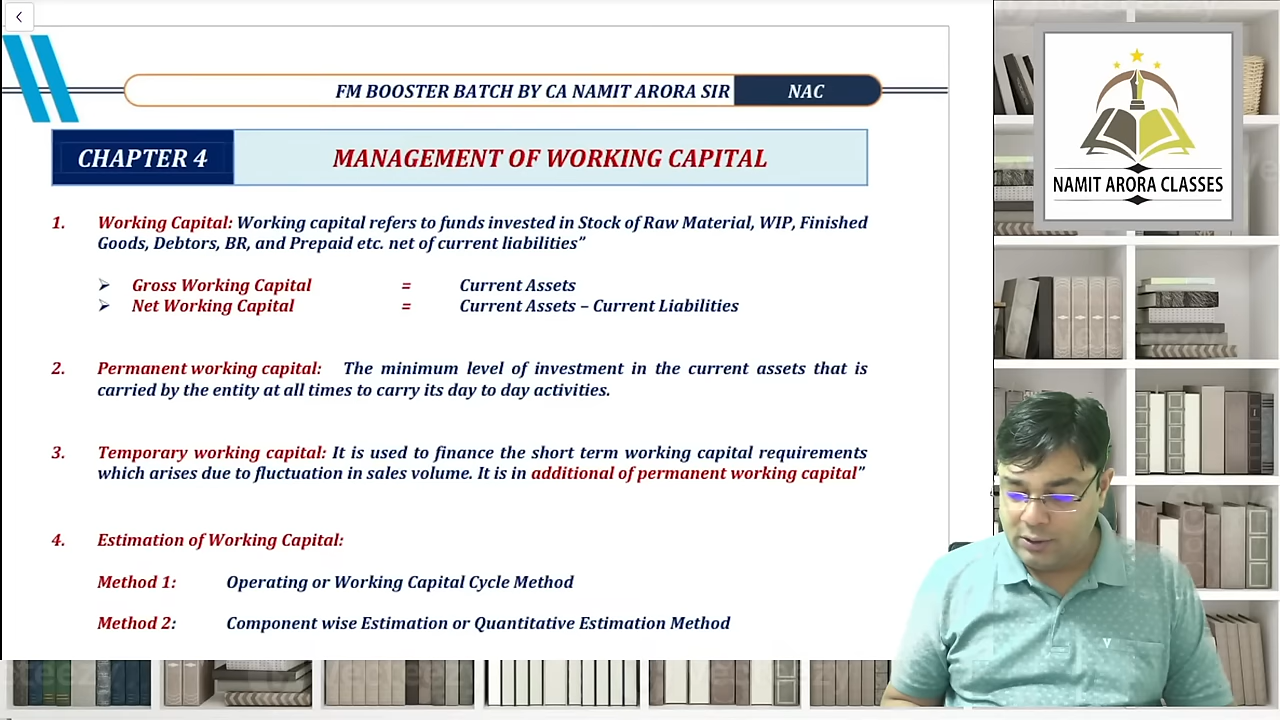 FM BOOSTER BATCH BY CA NAMIT ARORA SIR NAC
CHAPTER 4 MANAGEMENT OF WORKING CAPITAL
1. Working Capital: Working capital refers to funds invested in Stock of Raw Material, WIP, Finished
Goods, Debtors, BR, and Prepaid etc. net of current liabilities”
➢ Gross Working Capital = Current Assets
➢ Net Working Capital = Current Assets – Current Liabilities
2. Permanent working capital: The minimum level of investment in the current assets that is
carried by the entity at all times to carry its day to day activities.
3. Temporary working capital: It is used to finance the short term working capital requirements
which arises due to fluctuation in sales volume. It is in additional of permanent working capital”
4. Estimation of Working Capital:
Method 1: Operating or Working Capital Cycle Method
Method 2: Component wise Estimation or Quantitative Estimation Method
NAMIT ARORA CLASSES